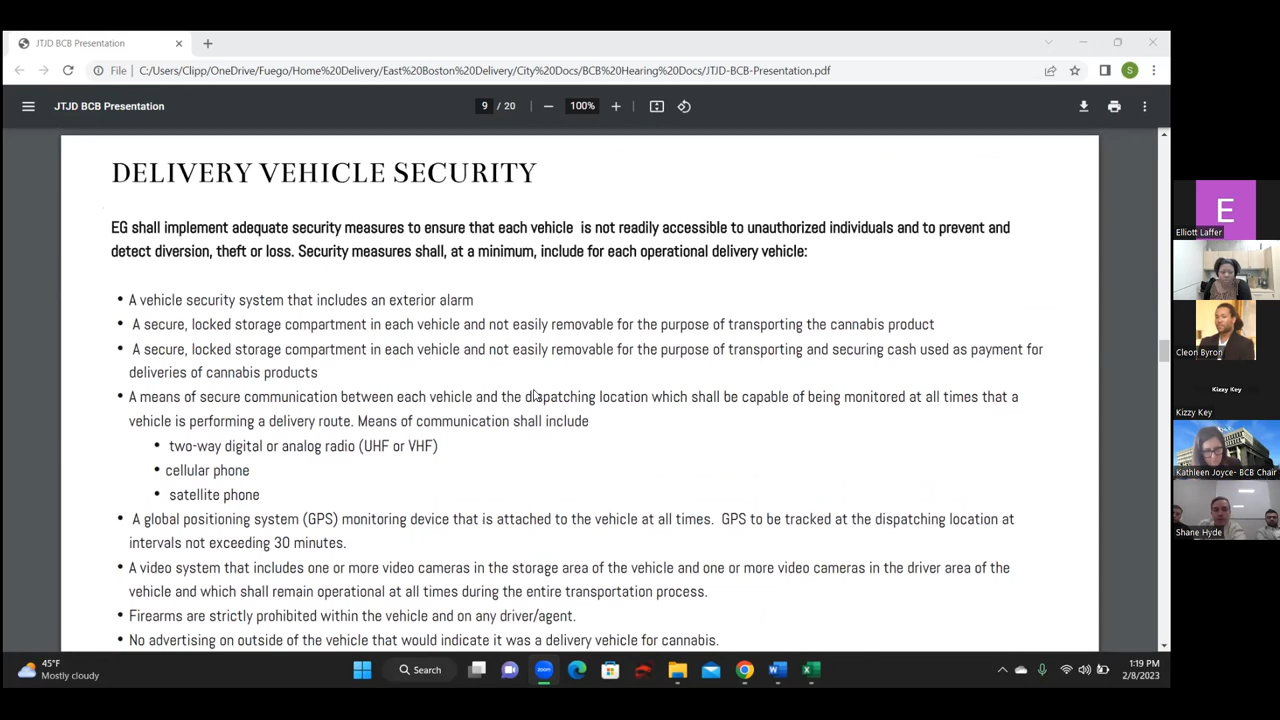 JTJD BCB Presentation
File C:/Users/Clipp/OneDrive/Fuego/Home%20Delivery/East%20Boston%20Delivery/City%20Docs/BCB%20Hearing%20Docs/JTJD-BCB-Presentation.pdf
S
JTJD BCB Presentation
9 / 20
100%
DELIVERY VEHICLE SECURITY
EG shall implement adequate security measures to ensure that each vehicle is not readily accessible to unauthorized individuals and to prevent and
detect diversion, theft or loss. Security measures shall, at a minimum, include for each operational delivery vehicle:
• A vehicle security system that includes an exterior alarm
• A secure, locked storage compartment in each vehicle and not easily removable for the purpose of transporting the cannabis product
• A secure, locked storage compartment in each vehicle and not easily removable for the purpose of transporting and securing cash used as payment for
deliveries of cannabis products
• A means of secure communication between each vehicle and the dispatching location which shall be capable of being monitored at all times that a
vehicle is performing a delivery route. Means of communication shall include
• two-way digital or analog radio (UHF or VHF)
• cellular phone
• satellite phone
• A global positioning system (GPS) monitoring device that is attached to the vehicle at all times. GPS to be tracked at the dispatching location at
intervals not exceeding 30 minutes.
• A video system that includes one or more video cameras in the storage area of the vehicle and one or more video cameras in the driver area of the
vehicle and which shall remain operational at all times during the entire transportation process.
• Firearms are strictly prohibited within the vehicle and on any driver/agent.
• No advertising on outside of the vehicle that would indicate it was a delivery vehicle for cannabis.
E
Elliott Laffer
Cleon Byron
Kizzy Key
Kizzy Key
Kathleen Joyce- BCB Chair
Shane Hyde
45°F
Mostly cloudy
Search
zoom
1:19 PM
2/8/2023